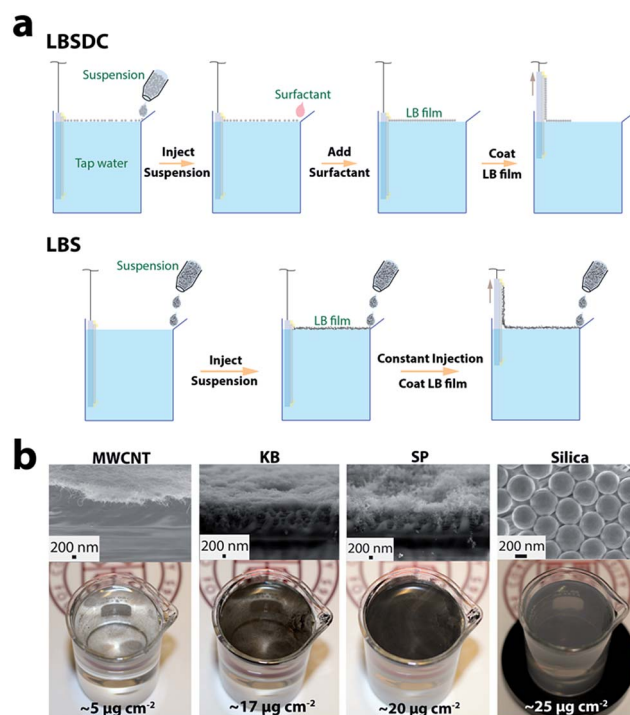 a
LBSDC
Suspension
Surfactant
LB film
Tap water
Inject
Suspension
Add
Surfactant
Coat
LB film
LBS
Suspension
LB film
Inject
Suspension
Constant Injection
Coat LB film
b
MWCNT KB SP Silica
200 nm 200 nm 200 nm 200 nm
~5 µg cm⁻² ~17 µg cm⁻² ~20 µg cm⁻² ~25 µg cm⁻²